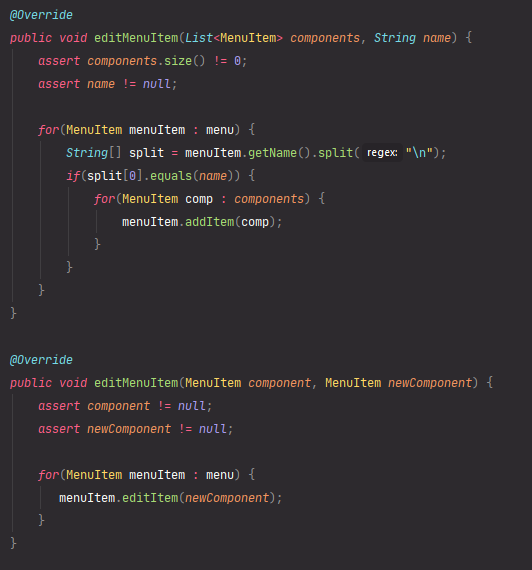 @Override
public void editMenuItem(List<MenuItem> components, String name) {
    assert components.size() != 0;
    assert name != null;

    for(MenuItem menuItem : menu) {
        String[] split = menuItem.getName().split( regex: "\n");
        if(split[0].equals(name)) {
            for(MenuItem comp : components) {
                menuItem.addItem(comp);
            }
        }
    }
}

@Override
public void editMenuItem(MenuItem component, MenuItem newComponent) {
    assert component != null;
    assert newComponent != null;

    for(MenuItem menuItem : menu) {
       menuItem.editItem(newComponent);
    }
}